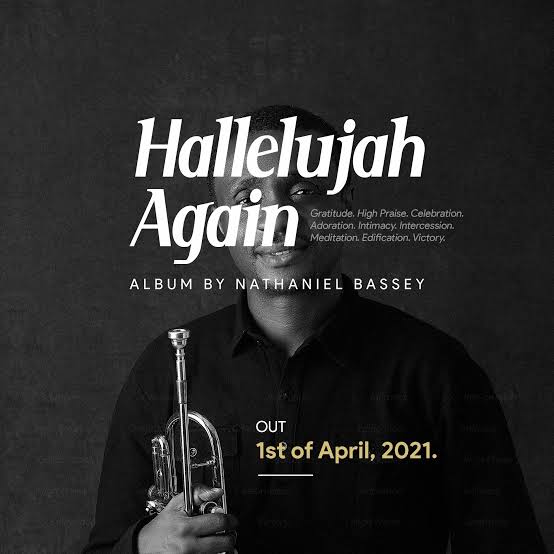 Hallelujah
Again
Gratitude. High Praise. Celebration.
Adoration. Intimacy. Intercession.
Meditation. Edification. Victory.
ALBUM BY NATHANIEL BASSEY
OUT
1st of April, 2021.